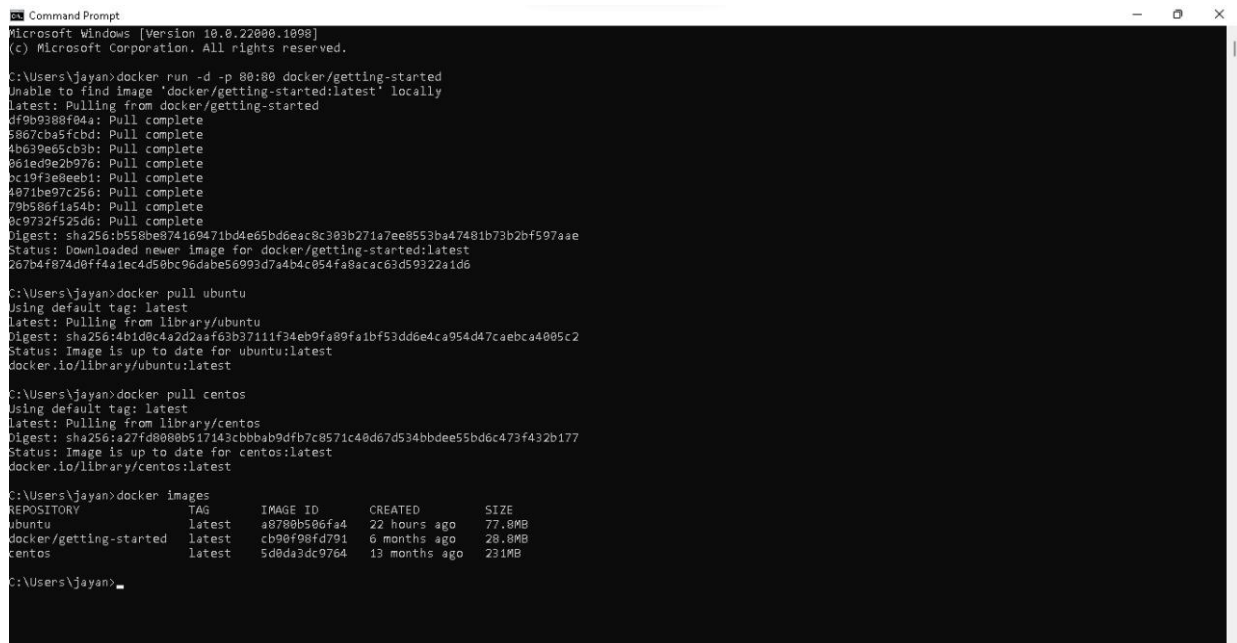 Command Prompt
Microsoft Windows [Version 10.0.22000.1098]
(c) Microsoft Corporation. All rights reserved.
C:\Users\jayan>docker run -d -p 80:80 docker/getting-started
Unable to find image 'docker/getting-started:latest' locally
latest: Pulling from docker/getting-started
df9b9388f04a: Pull complete
5867cba5fcbd: Pull complete
4b639e65cb3b: Pull complete
061ed9e2b976: Pull complete
bc19f3e8eeb1: Pull complete
4071be97c256: Pull complete
79b586f1a54b: Pull complete
0c9732f525d6: Pull complete
Digest: sha256:b558be874169471bd4e65bd6eac8c303b271a7ee8553ba47481b73b2bf597aae
Status: Downloaded newer image for docker/getting-started:latest
267b4f874d0ff4a1ec4d50bc96dabe56993d7a4b4c054fa8acac63d59322a1d6
C:\Users\jayan>docker pull ubuntu
Using default tag: latest
latest: Pulling from library/ubuntu
Digest: sha256:4b1d0c4a2d2aaf63b37111f34eb9fa89fa1bf53dd6e4ca954d47caebca4005c2
Status: Image is up to date for ubuntu:latest
docker.io/library/ubuntu:latest
C:\Users\jayan>docker pull centos
Using default tag: latest
latest: Pulling from library/centos
Digest: sha256:a27fd8080b517143cbbbab9dfb7c8571c40d67d534bbdee55bd6c473f432b177
Status: Image is up to date for centos:latest
docker.io/library/centos:latest
C:\Users\jayan>docker images
REPOSITORY TAG IMAGE ID CREATED SIZE
ubuntu latest a8780b506fa4 22 hours ago 77.8MB
docker/getting-started latest cb90f98fd791 6 months ago 28.8MB
centos latest 5d0da3dc9764 13 months ago 231MB
C:\Users\jayan>